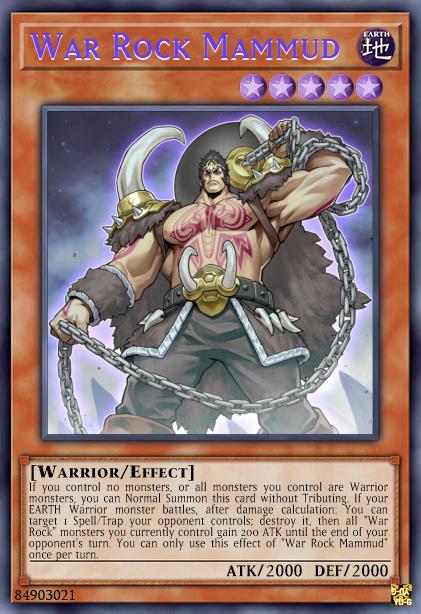 War Rock Mammud
EARTH
地
[Warrior/Effect]
If you control no monsters, or all monsters you control are Warrior
monsters, you can Normal Summon this card without Tributing. If your
EARTH Warrior monster battles, after damage calculation: You can
target 1 Spell/Trap your opponent controls; destroy it, then all "War
Rock" monsters you currently control gain 200 ATK until the end of your
opponent's turn. You can only use this effect of "War Rock Mammud"
once per turn.
ATK/2000 DEF/2000
84903021